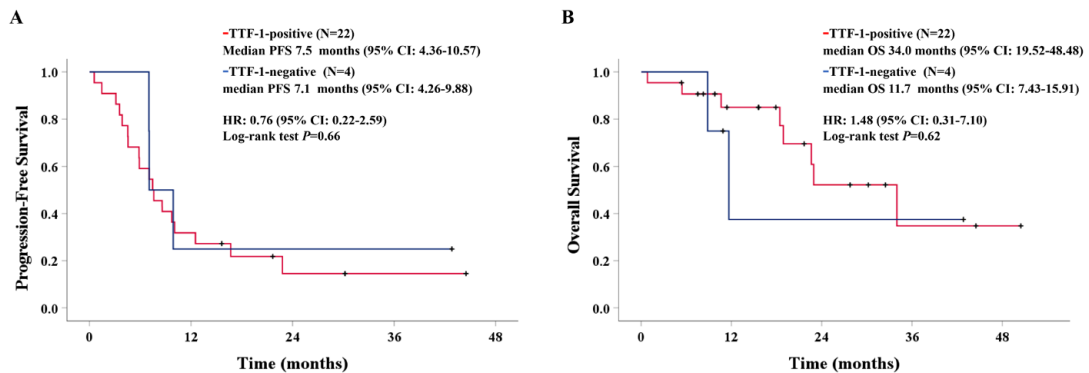 A
TTF-1-positive (N=22)
Median PFS 7.5 months (95% CI: 4.36-10.57)
TTF-1-negative (N=4)
median PFS 7.1 months (95% CI: 4.26-9.88)
HR: 0.76 (95% CI: 0.22-2.59)
Log-rank test P=0.66
Progression-Free Survival
1.0
0.8
0.6
0.4
0.2
0.0
0
12
24
36
48
Time (months)
B
TTF-1-positive (N=22)
median OS 34.0 months (95% CI: 19.52-48.48)
TTF-1-negative (N=4)
median OS 11.7 months (95% CI: 7.43-15.91)
HR: 1.48 (95% CI: 0.31-7.10)
Log-rank test P=0.62
Overall Survival
1.0
0.8
0.6
0.4
0.2
0.0
0
12
24
36
48
Time (months)